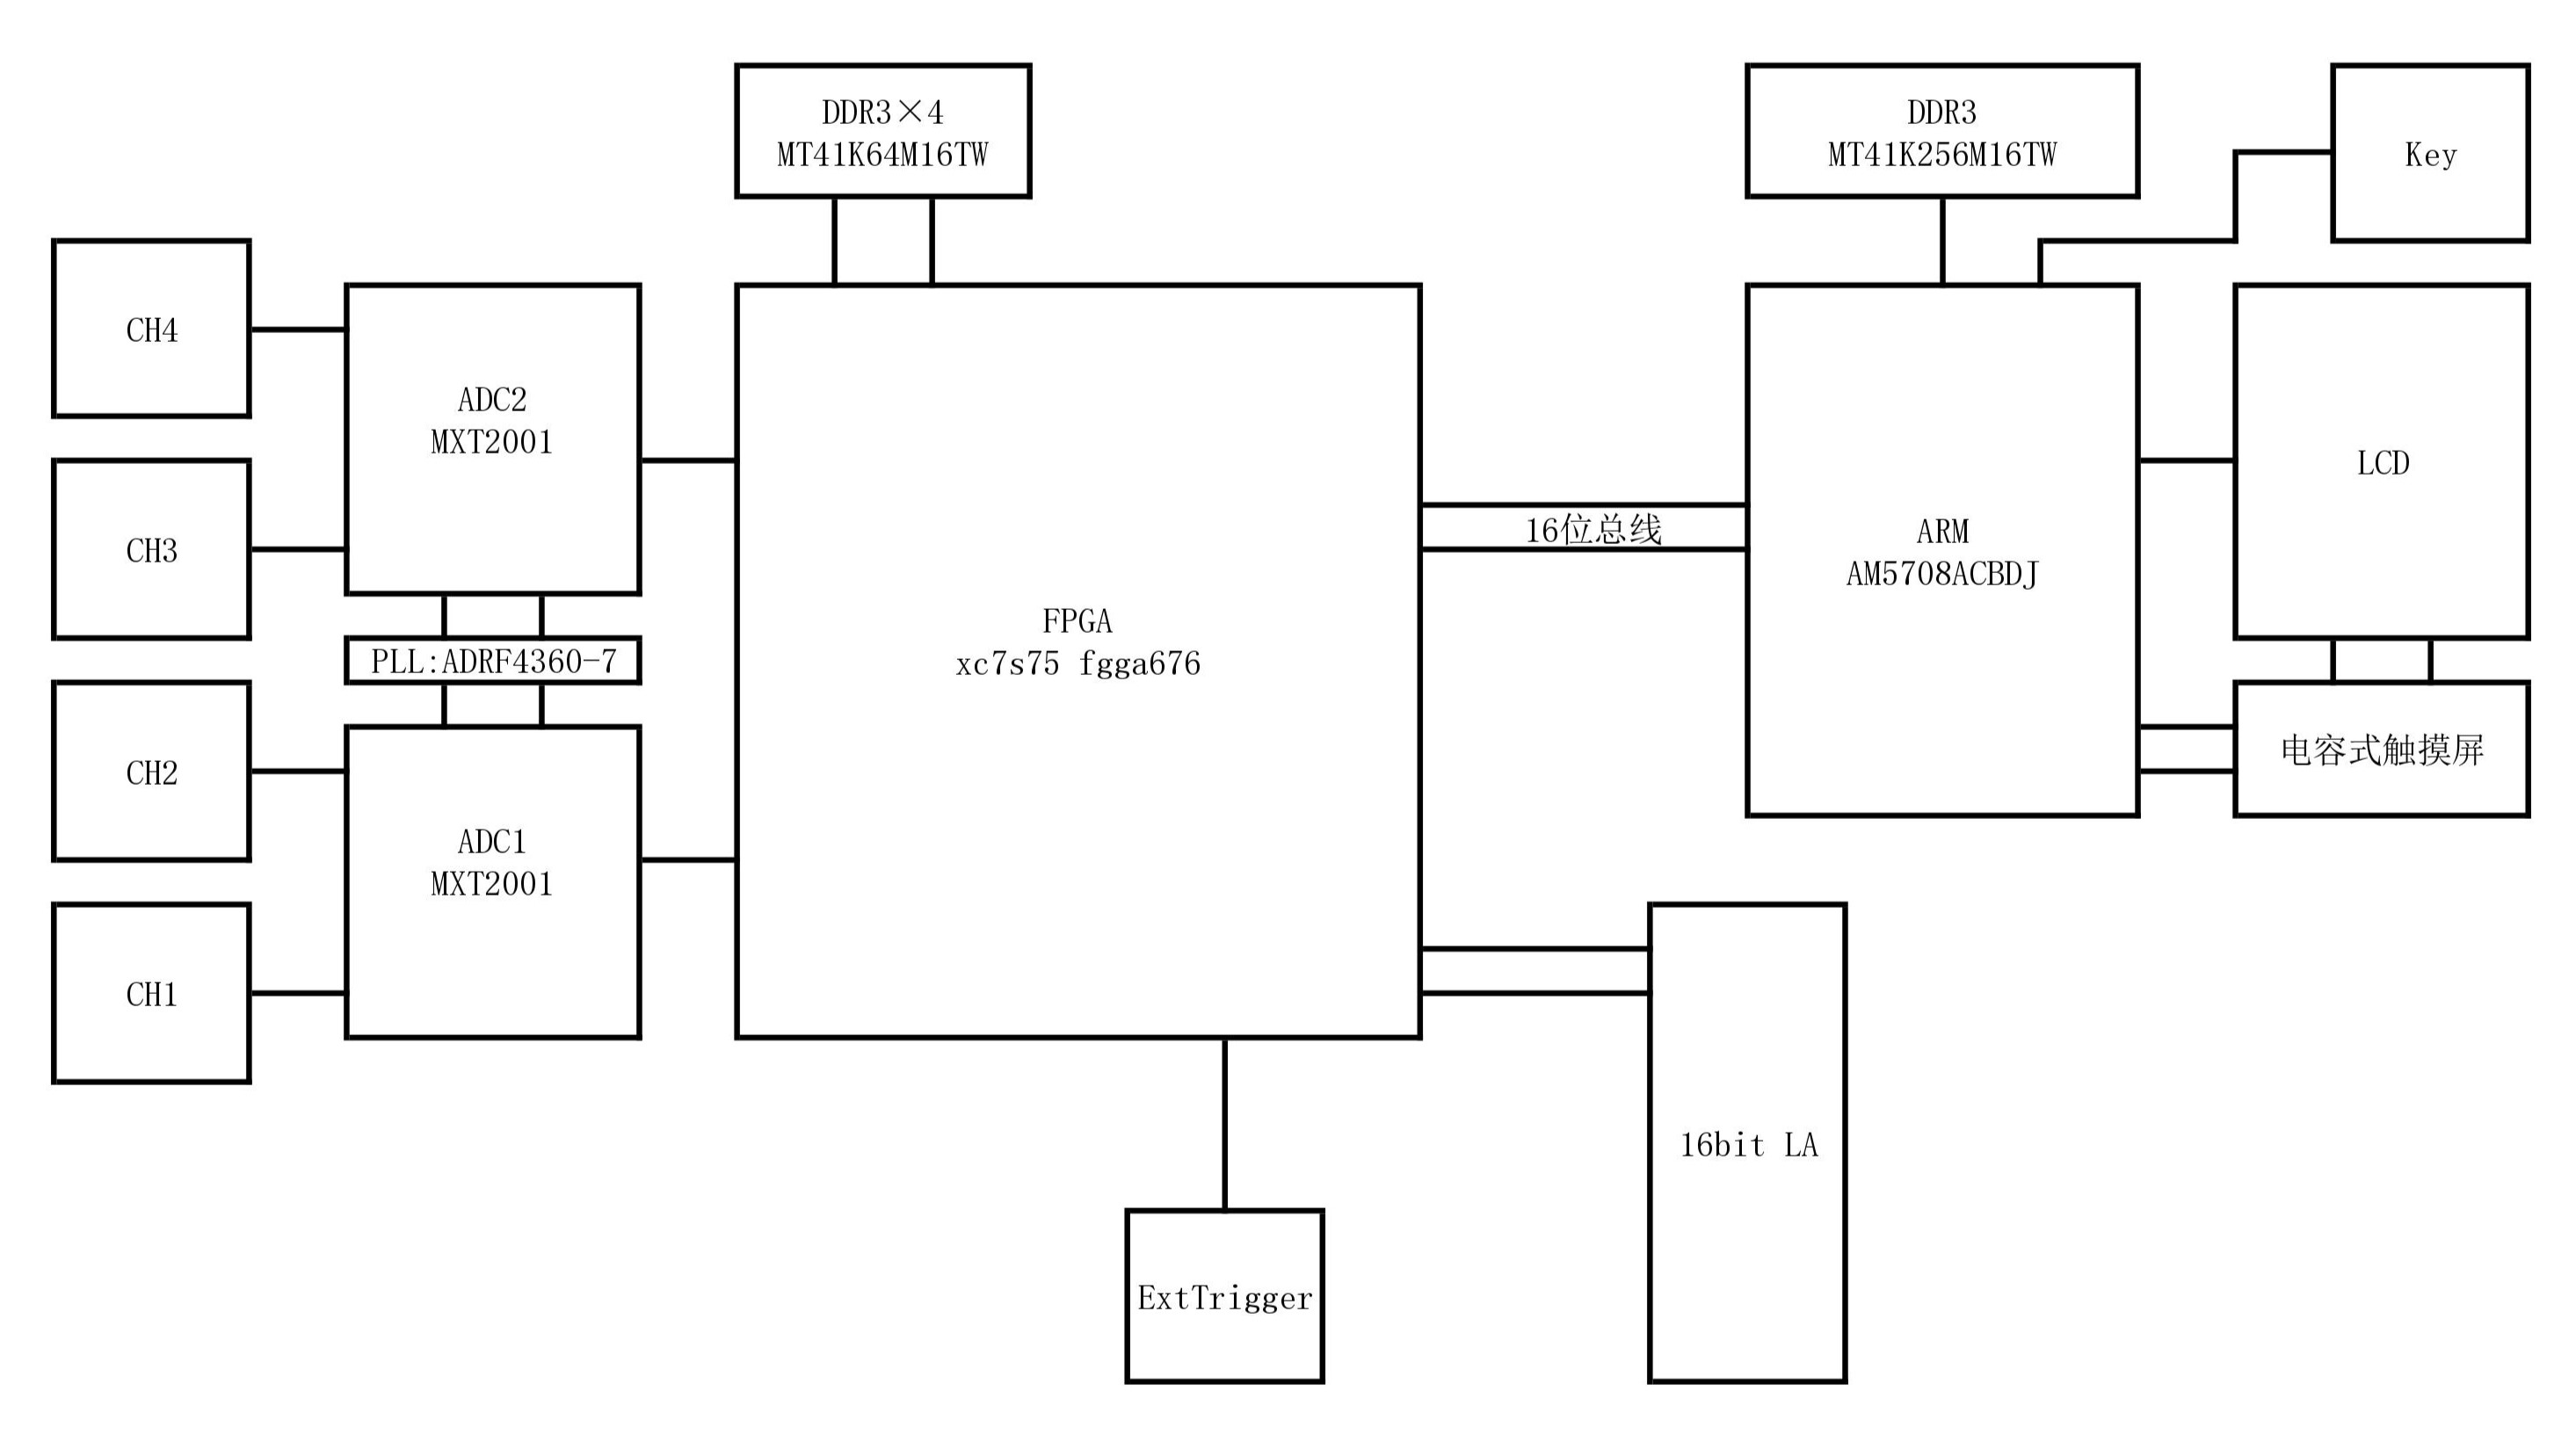 DDR3×4
MT41K64M16TW
DDR3
MT41K256M16TW
Key
CH4
ADC2
MXT2001
CH3
PLL:ADRF4360-7
CH2
ADC1
MXT2001
CH1
FPGA
xc7s75 fgga676
16位总线
ARM
AM5708ACBDJ
LCD
电容式触摸屏
16bit LA
ExtTrigger